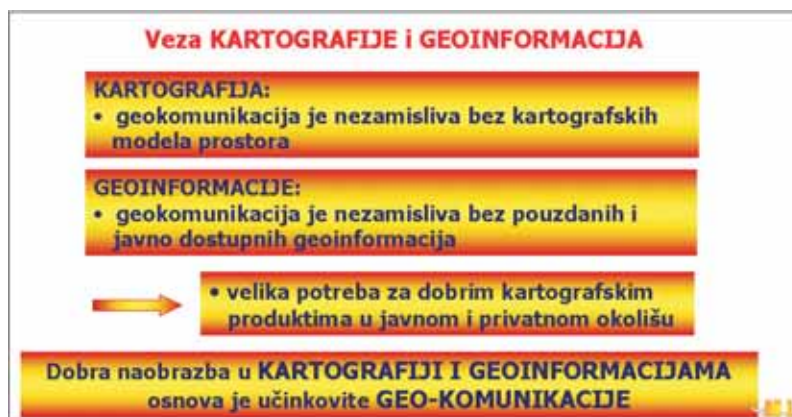 Veza KARTOGRAFIJE i GEOINFORMACIJA
KARTOGRAFIJA:
• geokomunikacija je nezamisliva bez kartografskih
modela prostora
GEOINFORMACIJE:
• geokomunikacija je nezamisliva bez pouzdanih i
javno dostupnih geoinformacija
• velika potreba za dobrim kartografskim
produktima u javnom i privatnom okolišu
Dobra naobrazba u KARTOGRAFIJI I GEOINFORMACIJAMA
osnova je učinkovite GEO-KOMUNIKACIJE